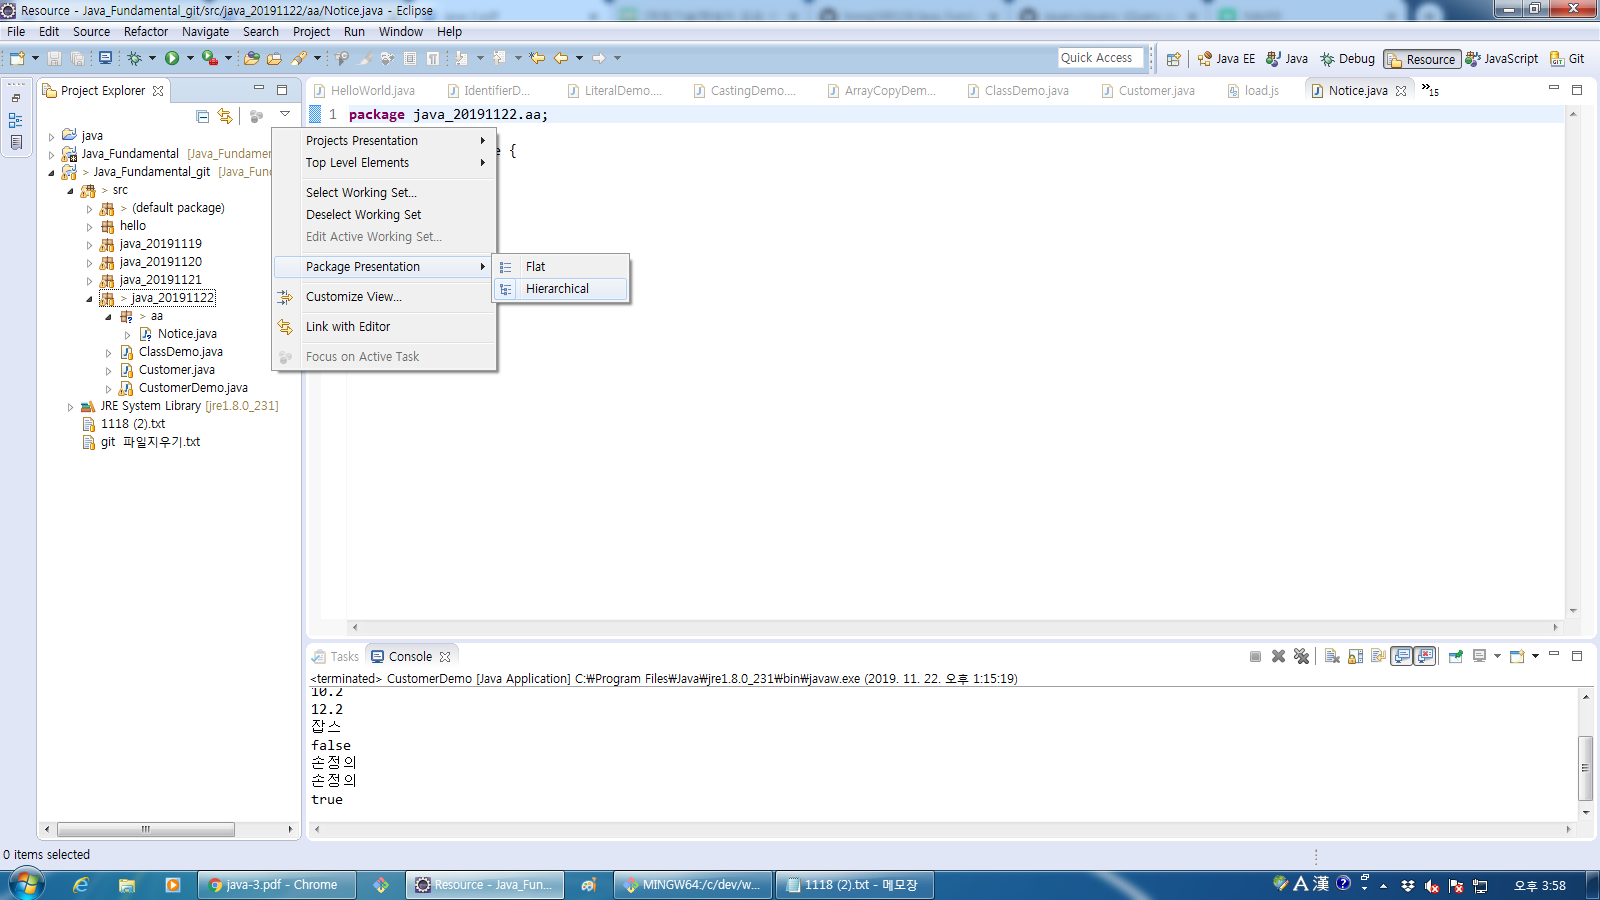 Resource - Java_Fundamental_git/src/java_20191122/aa/Notice.java - Eclipse
File Edit Source Refactor Navigate Search Project Run Window Help
Quick Access
Java EE Java Debug Resource JavaScript Git
Project Explorer
HelloWorld.java IdentifierD... LiteralDemo.... CastingDemo.... ArrayCopyDem... ClassDemo.java Customer.java load.js Notice.java »15
1 package java_20191122.aa;
e {
java
Java_Fundamental [Java_Fundamen
> Java_Fundamental_git [Java_Fun
> src
> (default package)
hello
java_20191119
java_20191120
java_20191121
> java_20191122
> aa
Notice.java
ClassDemo.java
Customer.java
CustomerDemo.java
JRE System Library [jre1.8.0_231]
1118 (2).txt
git 파일지우기.txt
Projects Presentation
Top Level Elements
Select Working Set...
Deselect Working Set
Edit Active Working Set...
Package Presentation
Customize View...
Link with Editor
Focus on Active Task
Flat
Hierarchical
Tasks Console
<terminated> CustomerDemo [Java Application] C:₩Program Files₩Java₩jre1.8.0_231₩bin₩javaw.exe (2019. 11. 22. 오후 1:15:19)
10.2
12.2
잡스
false
손정의
손정의
true
0 items selected
java-3.pdf - Chrome
Resource - Java_Fun...
MINGW64:/c/dev/w...
1118 (2).txt - 메모장
A 漢
오후 3:58